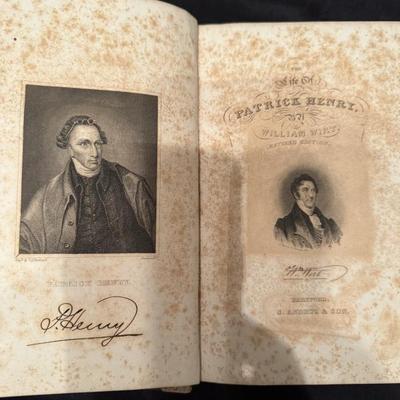 PATRICK HENRY.
P. Henry
THE
Life Of
PATRICK HENRY,
BY
WILLIAM WIRT.
REVISED EDITION.
Wm Wirt
HARTFORD.
S. ANDRUS & SON.